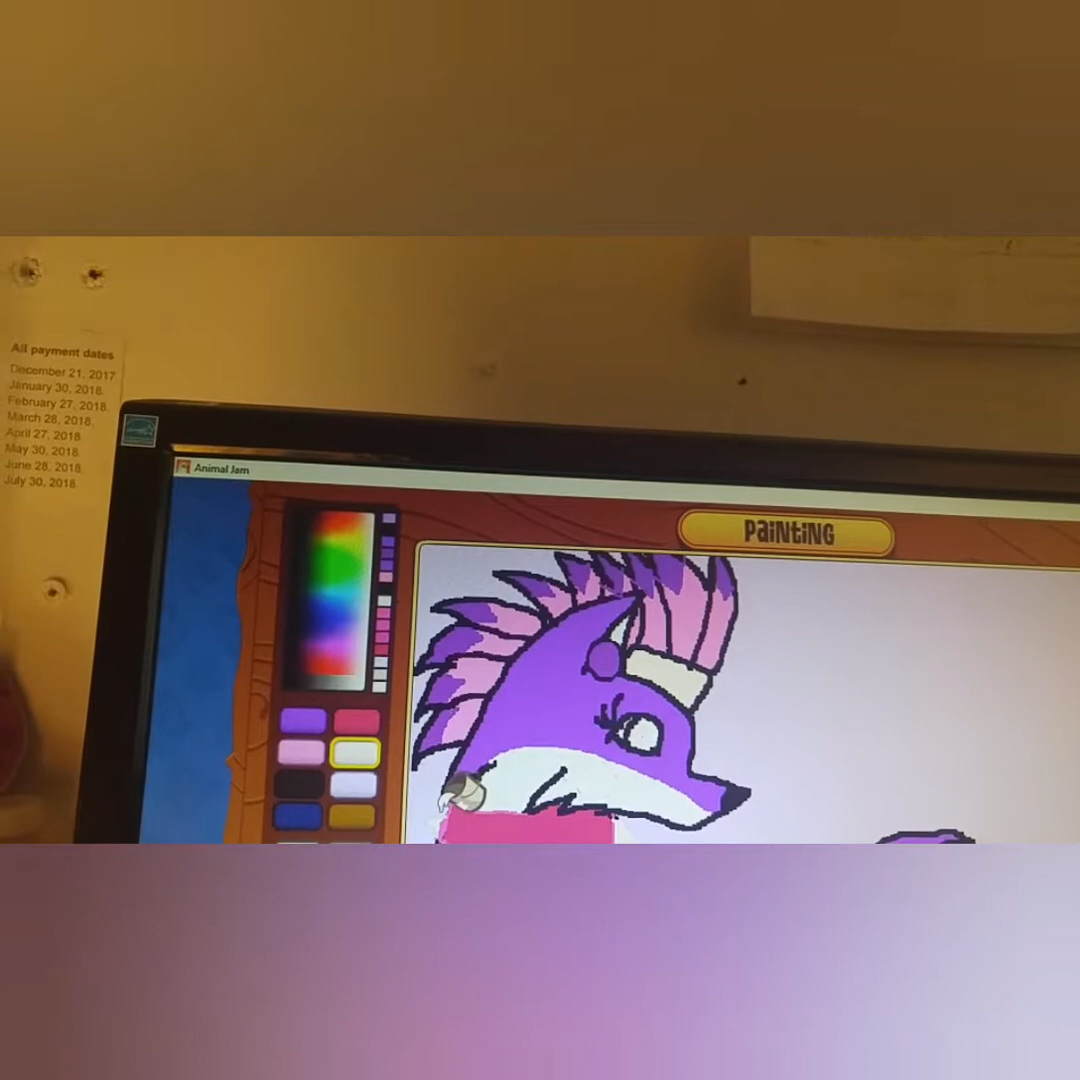 All payment dates
December 21, 2017
January 30, 2018.
February 27, 2018.
March 28, 2018.
April 27, 2018.
May 30, 2018.
June 28, 2018.
July 30, 2018.
Animal Jam
PAiNtiNG